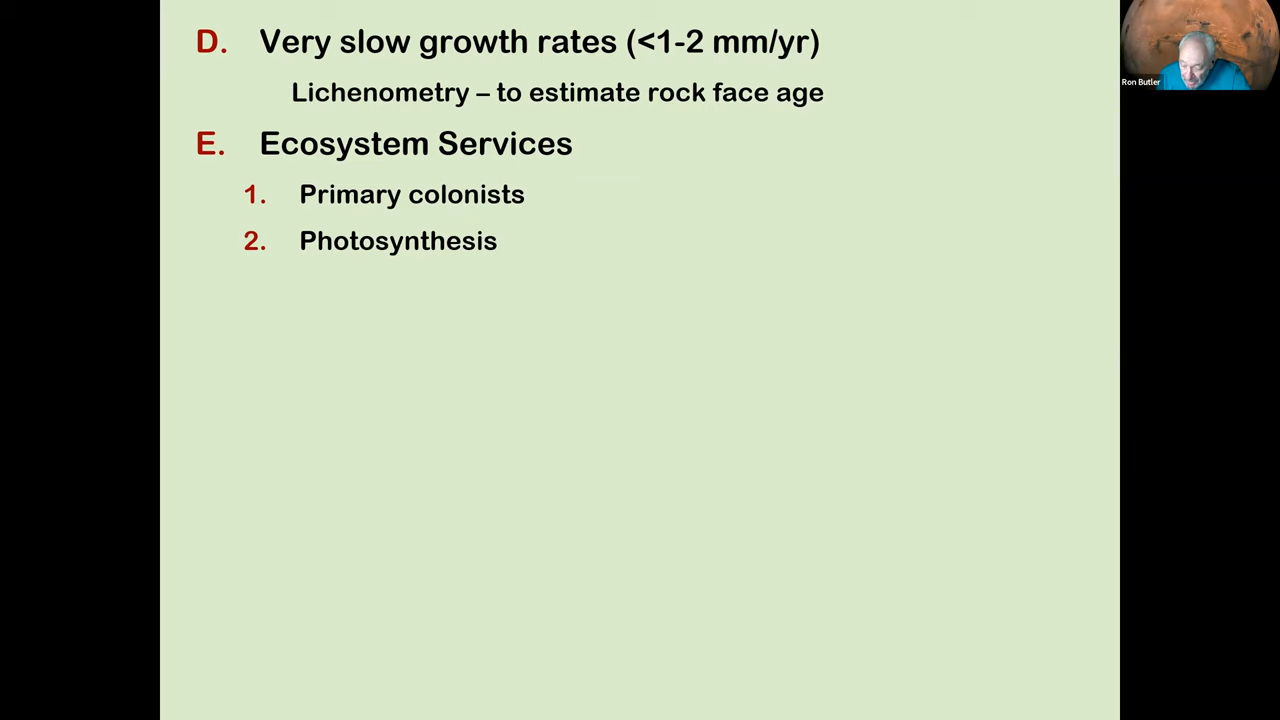 D. Very slow growth rates (<1-2 mm/yr)
Lichenometry – to estimate rock face age
E. Ecosystem Services
1. Primary colonists
2. Photosynthesis
Ron Butler